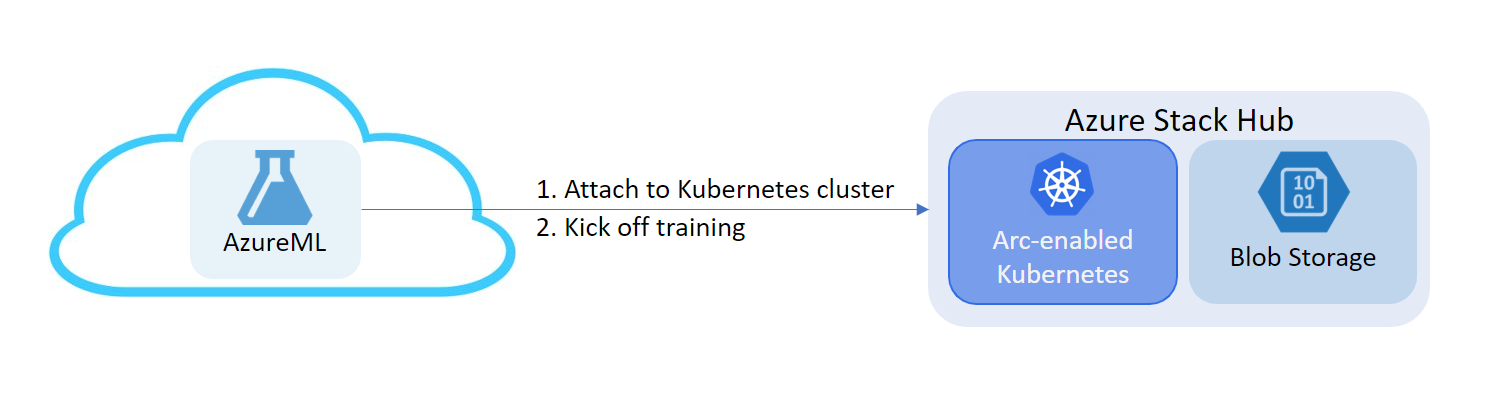 AzureML
1. Attach to Kubernetes cluster
2. Kick off training
Azure Stack Hub
Arc-enabled
Kubernetes
10
01
Blob Storage